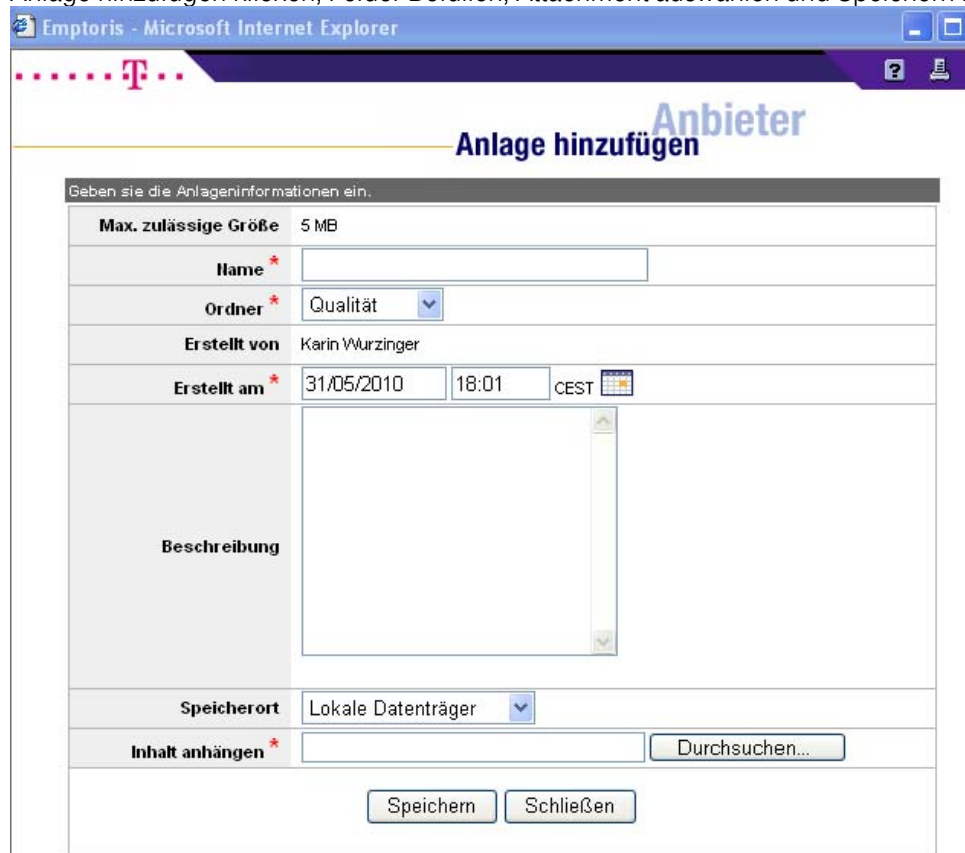 Anlage hinzufügen klicken, Felder Befüllen, Attachment auswählen und Speichern
Emptoris - Microsoft Internet Explorer
T
Anbieter
Anlage hinzufügen
Geben sie die Anlageninformationen ein.
Max. zulässige Größe 5 MB
Name *
Ordner * Qualität
Erstellt von Karin Wurzinger
Erstellt am * 31/05/2010 18:01 CEST
Beschreibung
Speicherort Lokale Datenträger
Inhalt anhängen * Durchsuchen...
Speichern Schließen